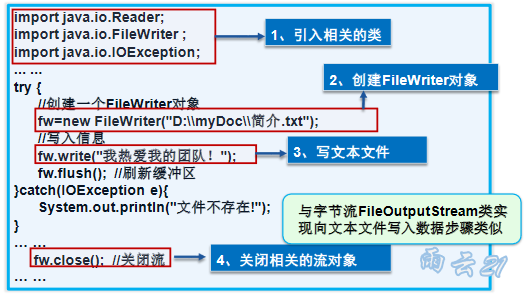 import java.io.Reader;
import java.io.FileWriter ;
import java.io.IOException;
1、引入相关的类
... ...
try {
2、创建FileWriter对象
//创建一个FileWriter对象
fw=new FileWriter("D:\\myDoc\\简介.txt");
//写入信息
fw.write("我热爱我的团队！");
3、写文本文件
fw.flush(); //刷新缓冲区
}catch(IOException e){
System.out.println("文件不存在!");
}
与字节流FileOutputStream类实
现向文本文件写入数据步骤类似
... ...
fw.close(); //关闭流
4、关闭相关的流对象
... ...
雨云21